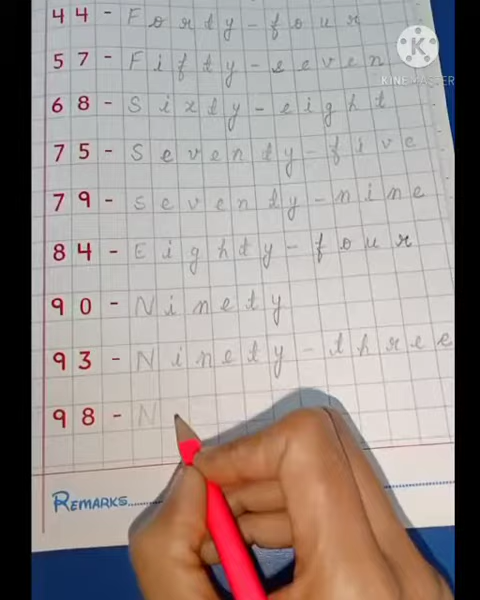 44 - Forty-four
57 - Fifty-seven
KINEMASTER
68 - Sixty-eight
75 - Seventy-five
79 - Seventy-nine
84 - Eighty-four
90 - Ninety
93 - Ninety-three
98 - N
REMARKS